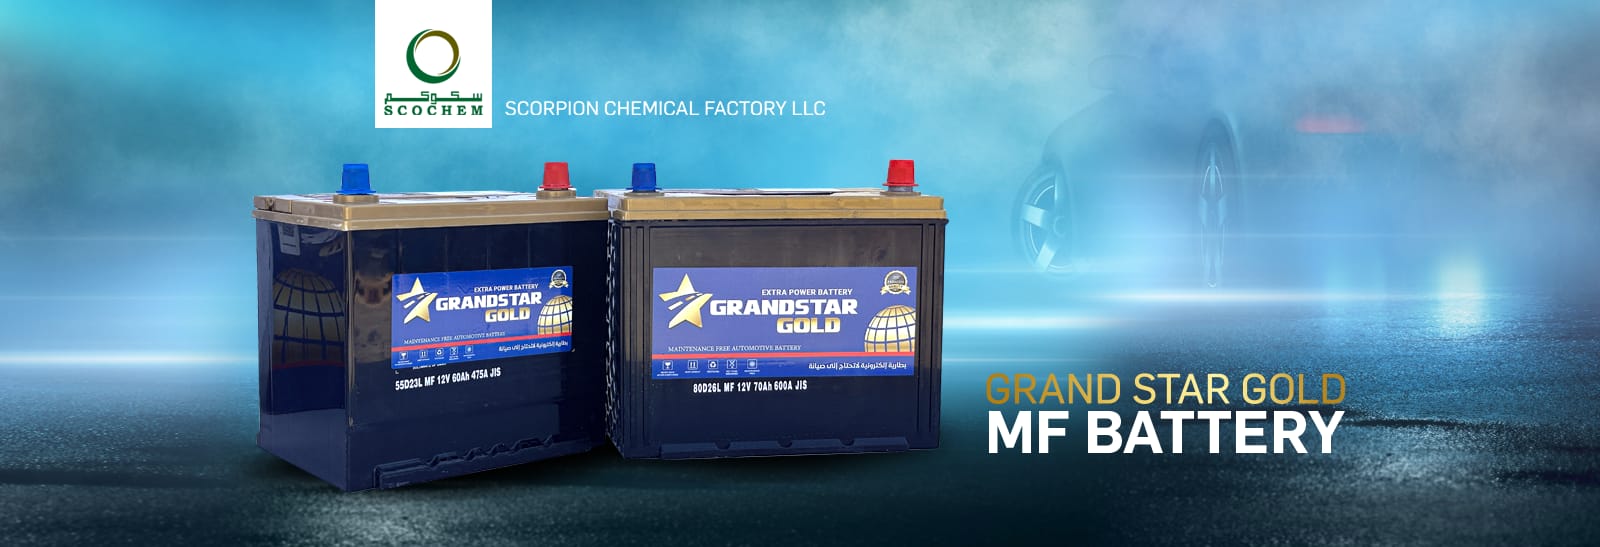 سكوكم
SCOCHEM
SCORPION CHEMICAL FACTORY LLC
EXTRA POWER BATTERY
GRANDSTAR
GOLD
MAINTENANCE FREE AUTOMOTIVE BATTERY
بطارية إلكترونية لاتحتاج إلى صيانة
55D23L MF 12V 60Ah 475A JIS
EXTRA POWER BATTERY
GRANDSTAR
GOLD
MAINTENANCE FREE AUTOMOTIVE BATTERY
بطارية إلكترونية لاتحتاج إلى صيانة
80D26L MF 12V 70Ah 600A JIS
GRAND STAR GOLD
MF BATTERY